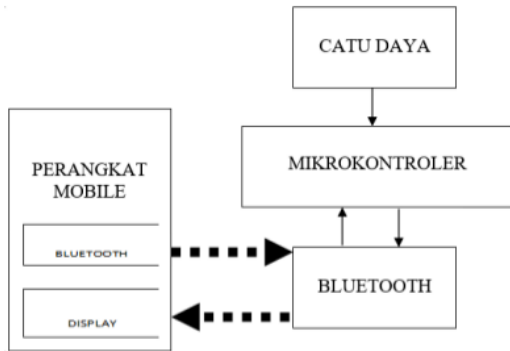 CATU DAYA
PERANGKAT
MOBILE
MIKROKONTROLER
BLUETOOTH
BLUETOOTH
DISPLAY